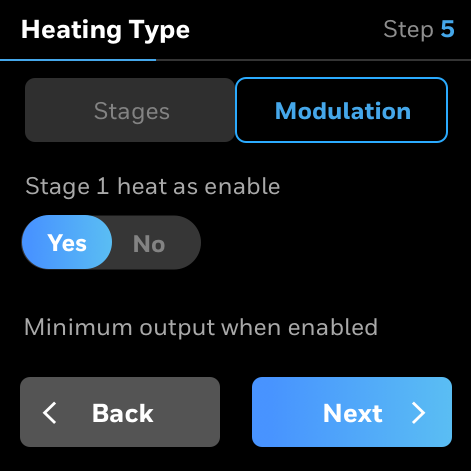 Heating Type Step 5
Stages Modulation
Stage 1 heat as enable
Yes No
Minimum output when enabled
Back Next